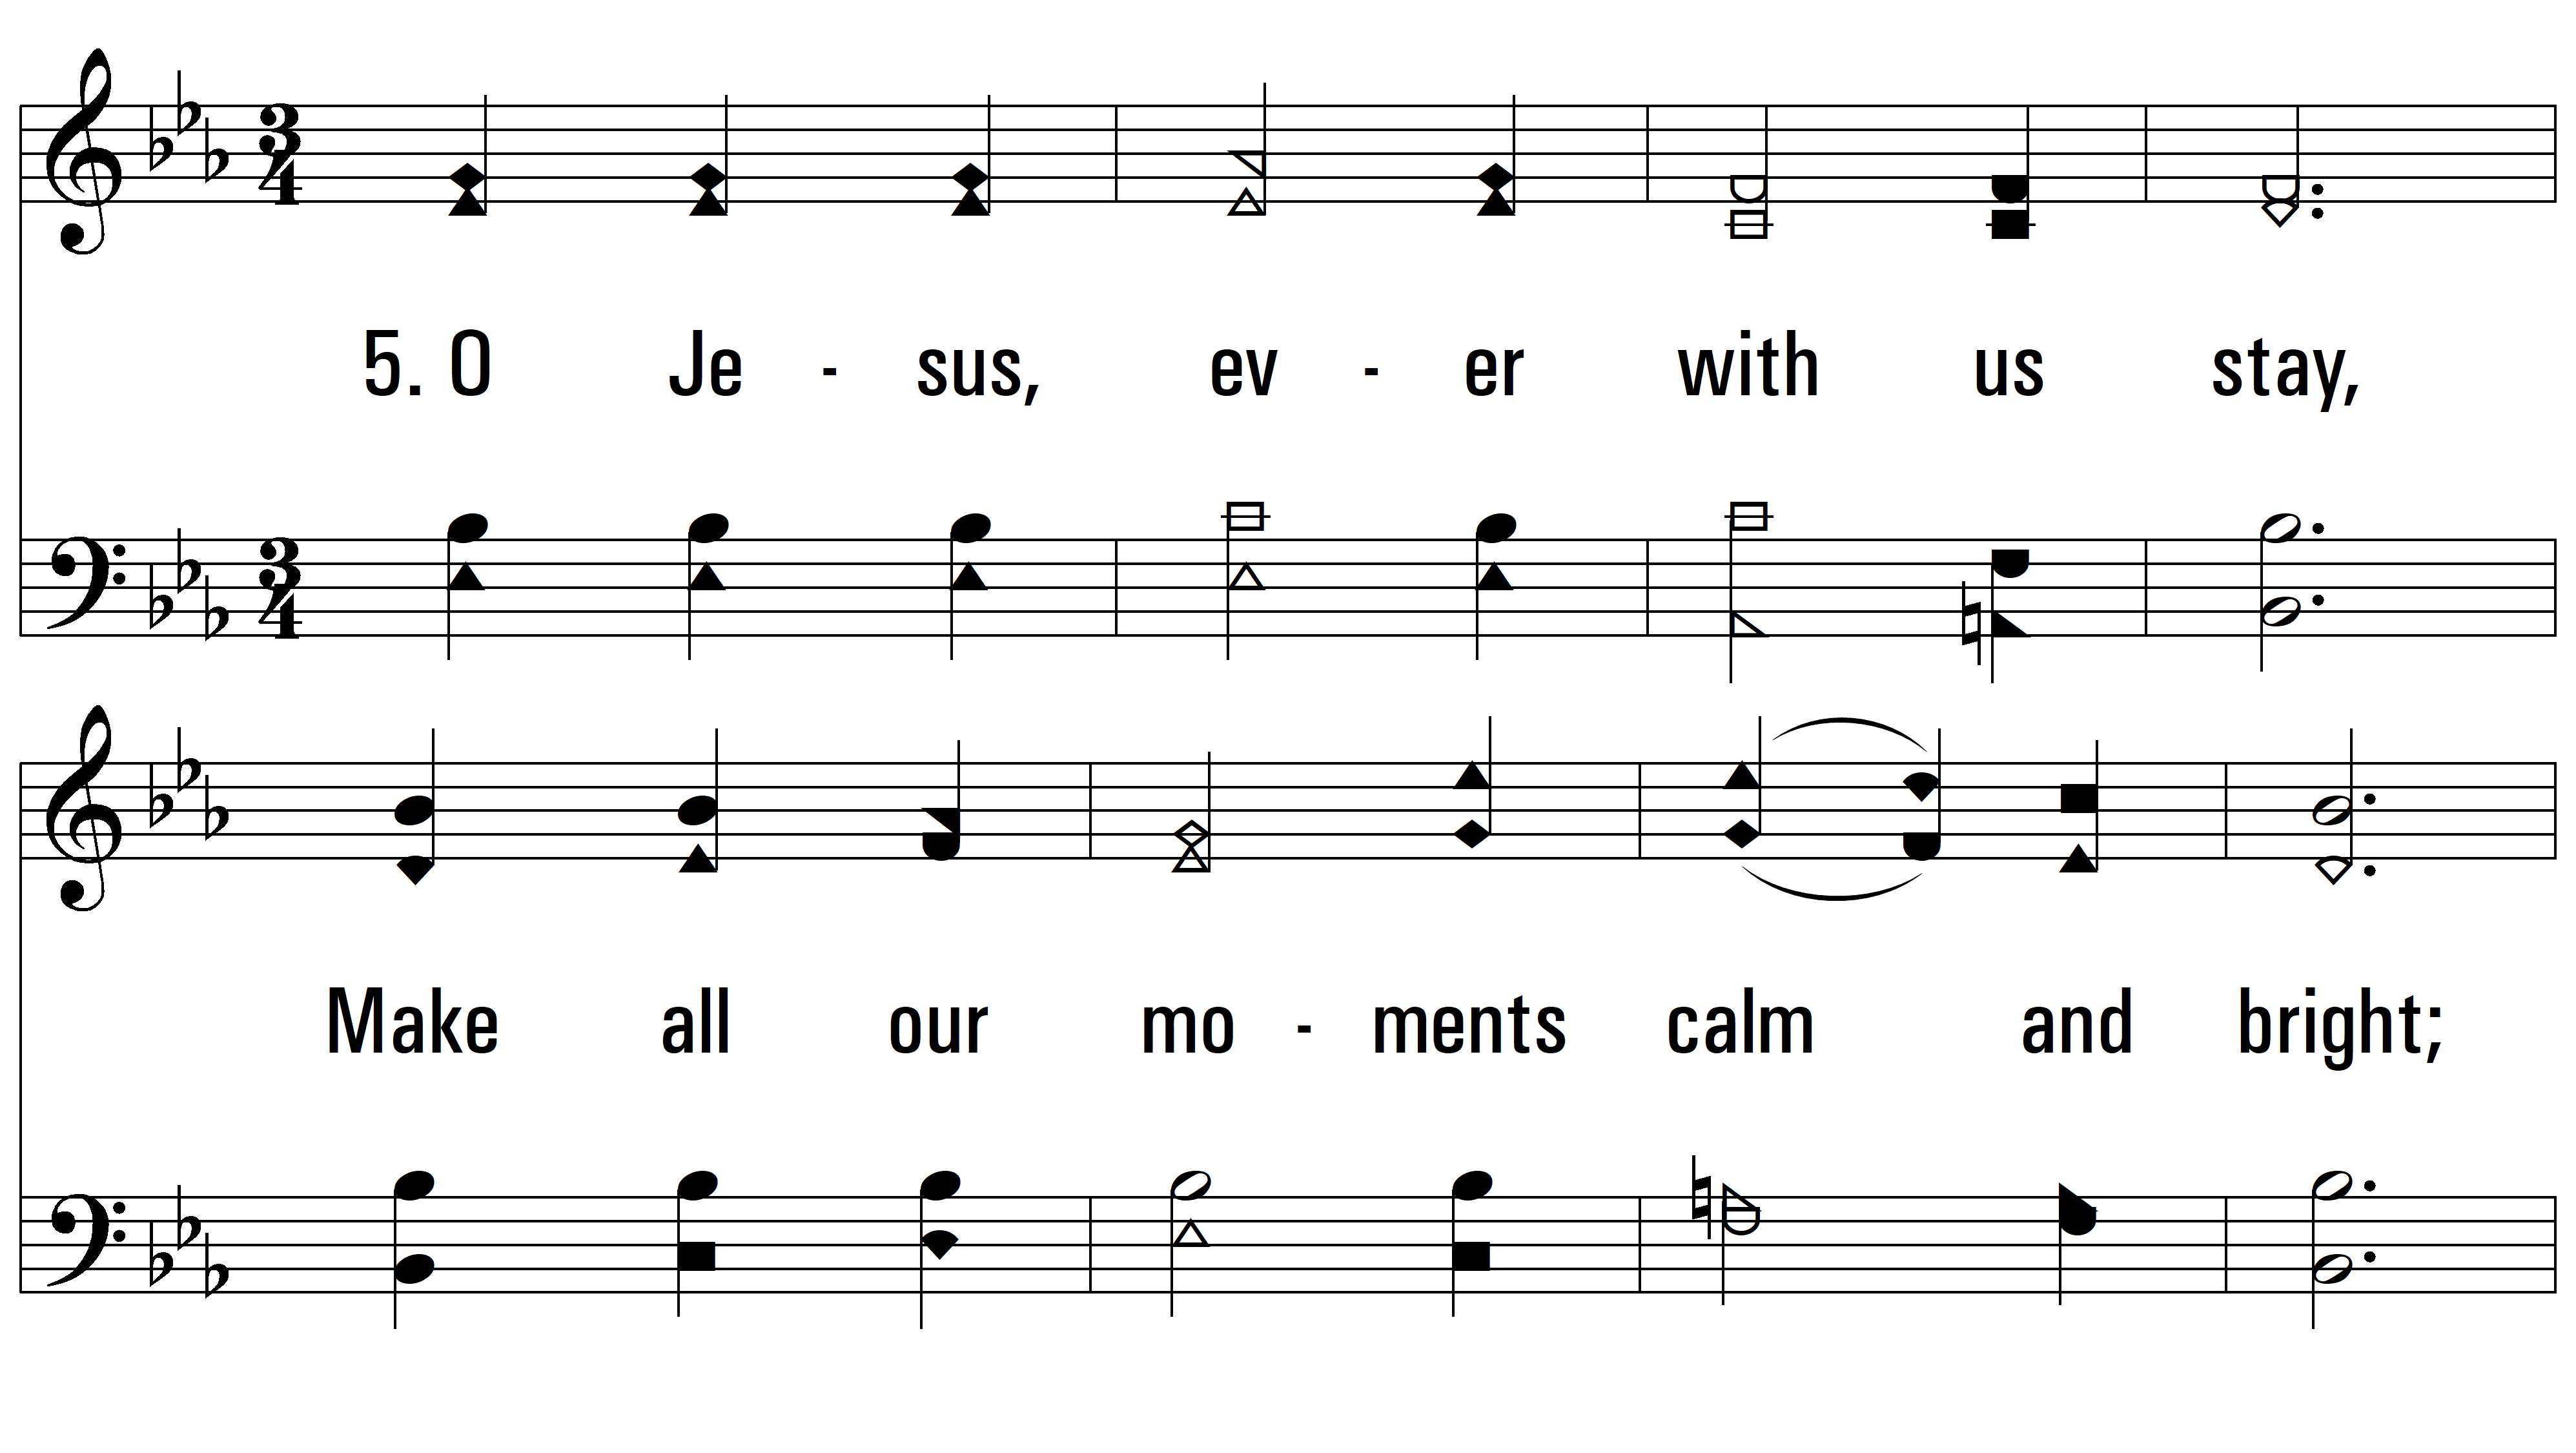 5. O Je - sus, ev - er with us stay,
Make all our mo - ments calm and bright;